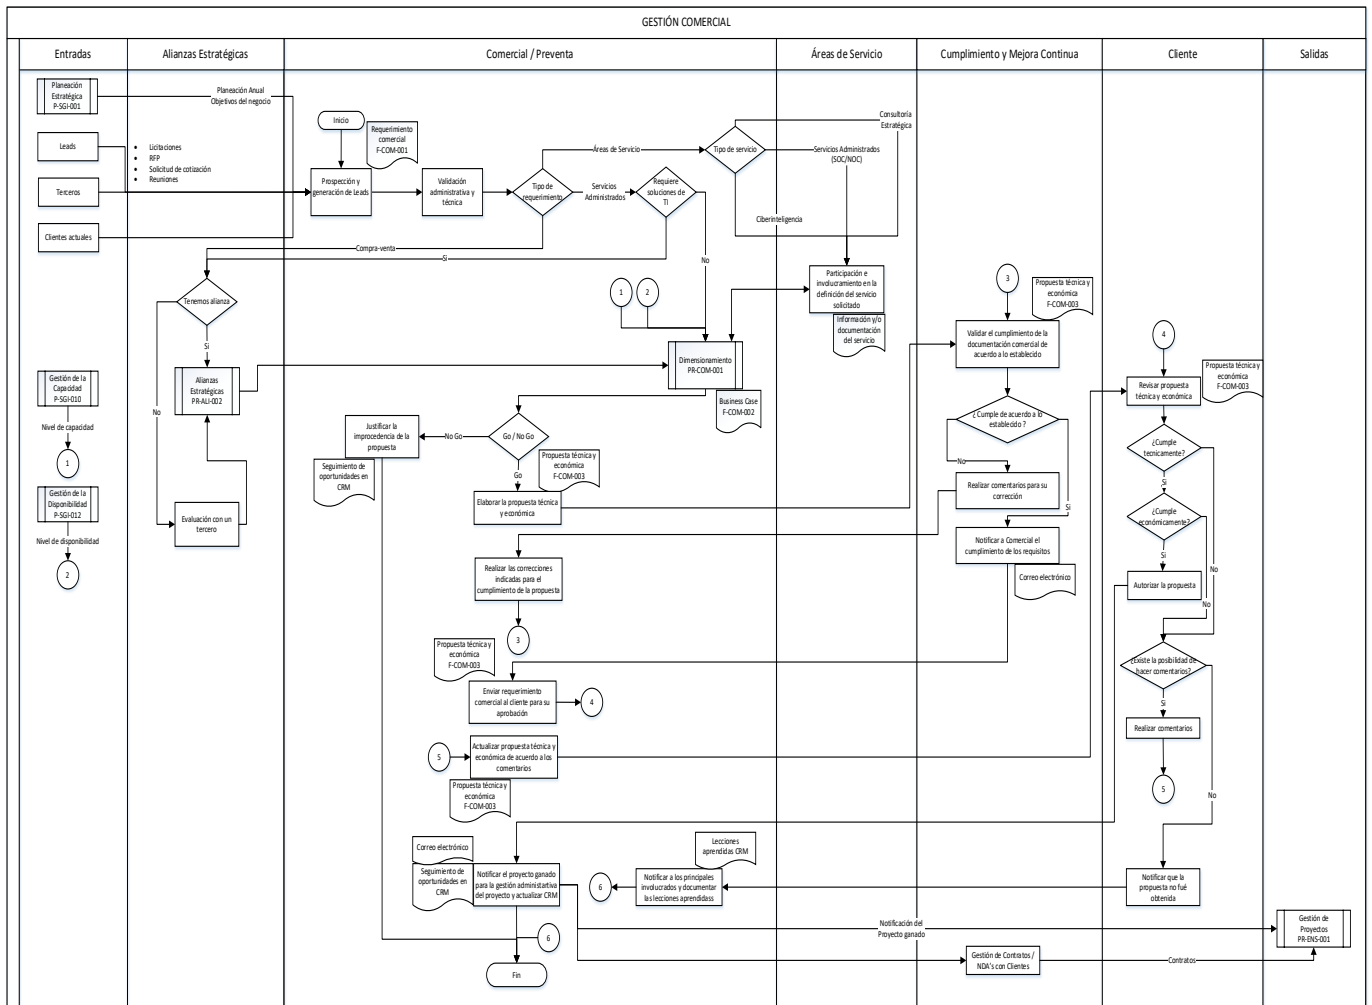 GESTIÓN COMERCIAL
Entradas
Alianzas Estratégicas
Comercial / Preventa
Áreas de Servicio
Cumplimiento y Mejora Continua
Cliente
Salidas
Planeación
Estratégica
P-SGI-001
Planeación Anual
Objetivos del negocio
Leads
Terceros
Clientes actuales
• Licitaciones
• RFP
• Solicitud de cotización
• Reuniones
Inicio
Requerimiento
comercial
F-COM-001
Prospección y
generación de Leads
Validación
administrativa y
técnica
Tipo de
requerimiento
Áreas de Servicio
Servicios
Administrados
Requiere
soluciones de
TI
Tipo de servicio
Consultoría
Estratégica
Servicios Administrados
(SOC/NOC)
Ciberinteligencia
Compra-venta
Si
No
Tenemos alianza
Si
No
Alianzas
Estratégicas
PR-ALI-002
Evaluación con un
tercero
Gestión de la
Capacidad
P-SGI-010
Nivel de capacidad
1
Gestión de la
Disponibilidad
P-SGI-012
Nivel de disponibilidad
2
1
2
Dimensionamiento
PR-COM-001
Business Case
F-COM-002
Participación e
involucramiento en la
definición del servicio
solicitado
Información y/o
documentación
del servicio
Go / No Go
No Go
Go
Justificar la
improcedencia de la
propuesta
Seguimiento de
oportunidades en
CRM
Propuesta técnica y
económica
F-COM-003
Elaborar la propuesta técnica
y económica
3
Propuesta técnica y
económica
F-COM-003
Validar el cumplimiento de la
documentación comercial de
acuerdo a lo establecido
¿Cumple de acuerdo a lo
establecido ?
No
Si
Realizar comentarios para su
corrección
Notificar a Comercial el
cumplimiento de los requisitos
Correo electrónico
Realizar las correcciones
indicadas para el
cumplimiento de la propuesta
3
Propuesta técnica y
económica
F-COM-003
Enviar requerimiento
comercial al cliente para su
aprobación
4
4
Propuesta técnica y
económica
F-COM-003
Revisar propuesta
técnica y económica
¿Cumple
tecnicamente?
Si
No
¿Cumple
económicamente?
Si
No
Autorizar la propuesta
¿Existe la posibilidad de
hacer comentarios?
Si
No
Realizar comentarios
5
5
Actualizar propuesta técnica y
económica de acuerdo a los
comentarios
Propuesta técnica y
económica
F-COM-003
Correo electrónico
Seguimiento de
oportunidades en
CRM
Notificar el proyecto ganado
para la gestión administartiva
del proyecto y actualizar CRM
6
Lecciones
aprendidas CRM
Notificar a los principales
involucrados y documentar
las lecciones aprendidass
Notificar que la
propuesta no fué
obtenida
6
Fin
Notificación del
Proyecto ganado
Gestión de Contratos /
NDA's con Clientes
Contratos
Gestión de
Proyectos
PR-ENS-001